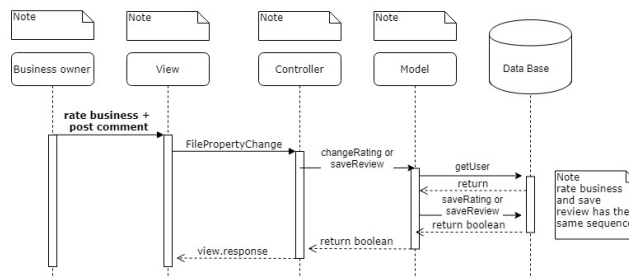 Note
Note
Note
Note
Business owner
View
Controller
Model
Data Base
rate business +
post comment
FilePropertyChange
changeRating or
saveReview
getUser
return
saveRating or
saveReview
return boolean
return boolean
view.response
Note
rate business
and save
review has the
same sequence